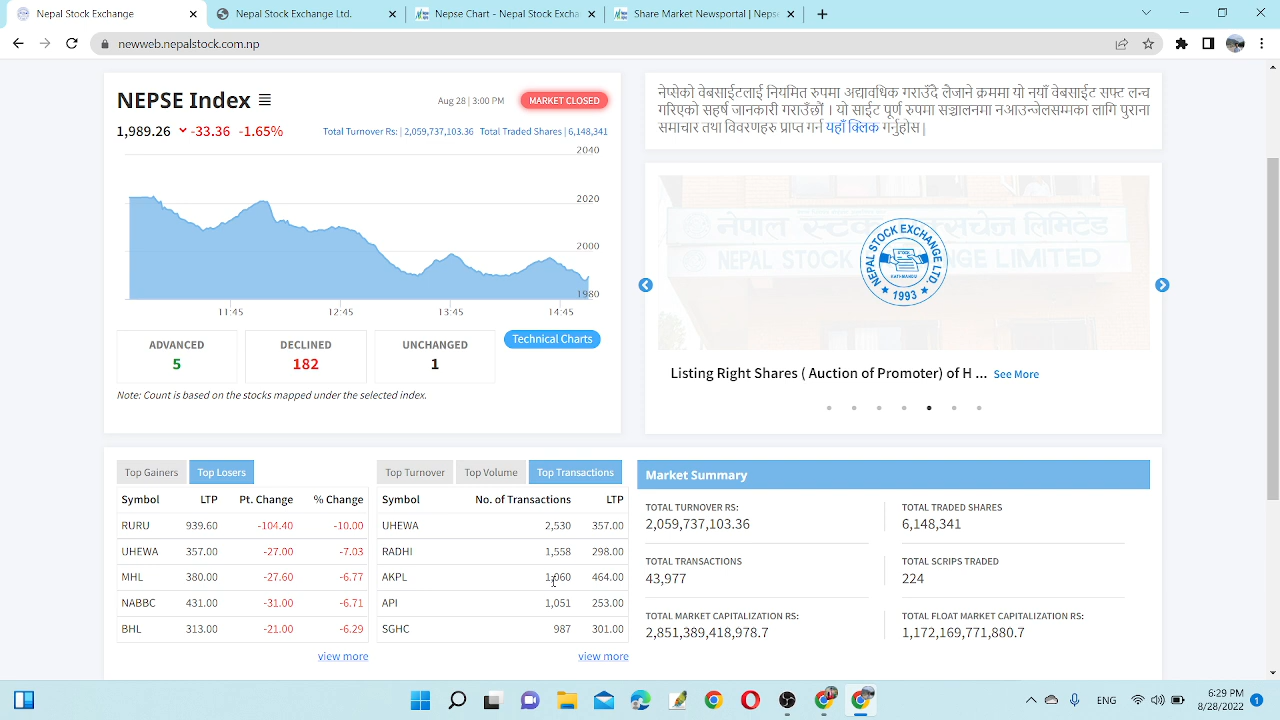 Nepal Stock Exchange
Nepal Stock Exchange Ltd.
Nepse Chart - Nepse Technical Cha
Share Market Newsportal | Nepse
newweb.nepalstock.com.np
NEPSE Index
Aug 28 | 3:00 PM
MARKET CLOSED
1,989.26 -33.36 -1.65%
Total Turnover Rs: | 2,059,737,103.36 Total Traded Shares | 6,148,341
2040
2020
2000
1980
11:45 12:45 13:45 14:45
ADVANCED
5
DECLINED
182
UNCHANGED
1
Technical Charts
Note: Count is based on the stocks mapped under the selected index.
नेप्सेको वेबसाईटलाई नियमित रुपमा अद्यावधिक गराउँदै लैजाने क्रममा यो नयाँ वेबसाईट सफ्ट लन्च
गरिएको सहर्ष जानकारी गराउँछौं । यो साईट पूर्ण रुपमा सञ्चालनमा नआउन्जेलसम्मका लागि पुराना
समाचार तथा विवरणहरु प्राप्त गर्न यहाँ क्लिक गर्नुहोस |
नेपाल स्टक एक्सचेन्ज लिमिटेड
NEPAL STOCK EXCHANGE LIMITED
NEPAL STOCK EXCHANGE LTD.
KATHMANDU
1993
Listing Right Shares ( Auction of Promoter) of H ... See More
Top Gainers Top Losers
Symbol LTP Pt. Change % Change
RURU 939.60 -104.40 -10.00
UHEWA 357.00 -27.00 -7.03
MHL 380.00 -27.60 -6.77
NABBC 431.00 -31.00 -6.71
BHL 313.00 -21.00 -6.29
view more
Top Turnover Top Volume Top Transactions
Symbol No. of Transactions LTP
UHEWA 2,530 357.00
RADHI 1,558 298.00
AKPL 1,060 464.00
API 1,051 253.00
SGHC 987 301.00
view more
Market Summary
TOTAL TURNOVER RS:
2,059,737,103.36
TOTAL TRADED SHARES
6,148,341
TOTAL TRANSACTIONS
43,977
TOTAL SCRIPS TRADED
224
TOTAL MARKET CAPITALIZATION RS:
2,851,389,418,978.7
TOTAL FLOAT MARKET CAPITALIZATION RS:
1,172,169,771,880.7
ENG
6:29 PM
8/28/2022
1